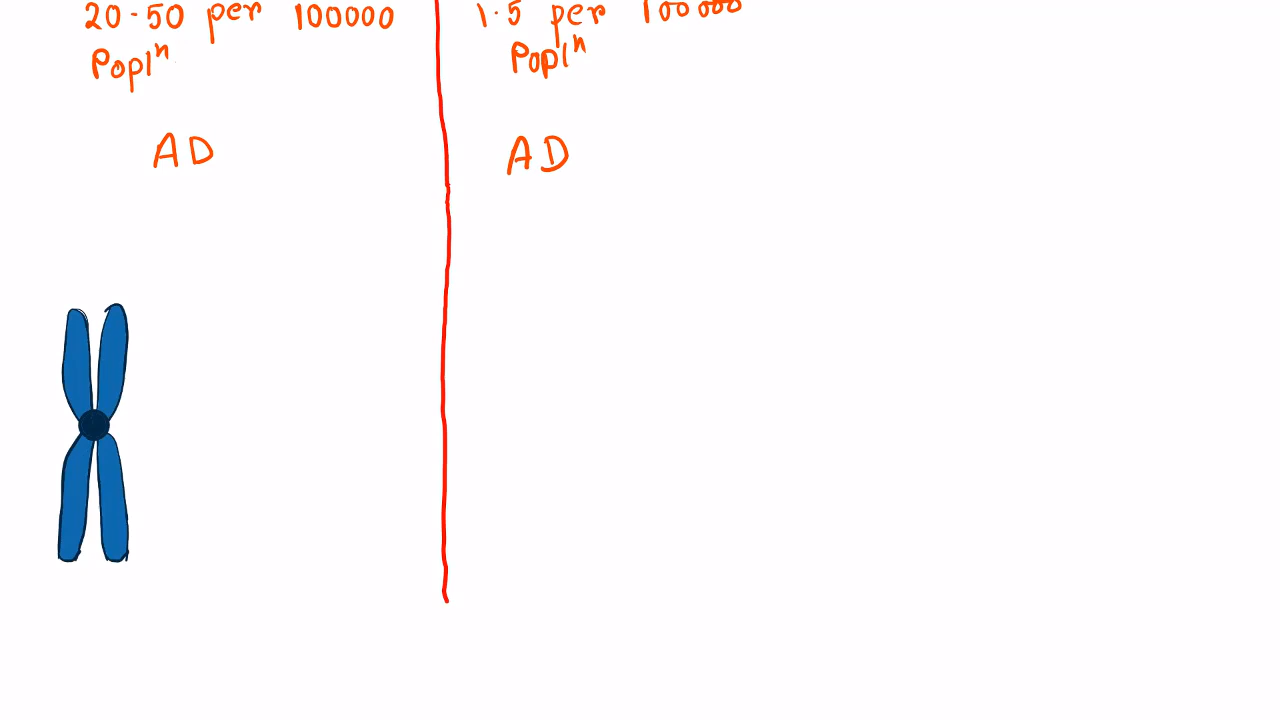 20-50 per 100000
Poplⁿ
AD
1.5 per 100000
Poplⁿ
AD